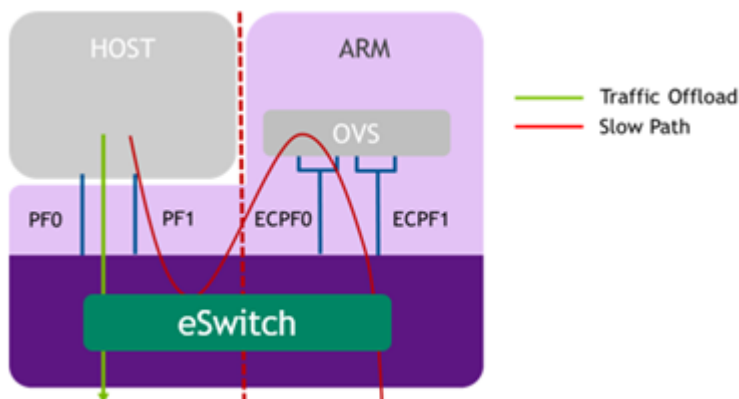 HOST
ARM
Traffic Offload
Slow Path
OVS
PF0
PF1
ECPF0
ECPF1
eSwitch